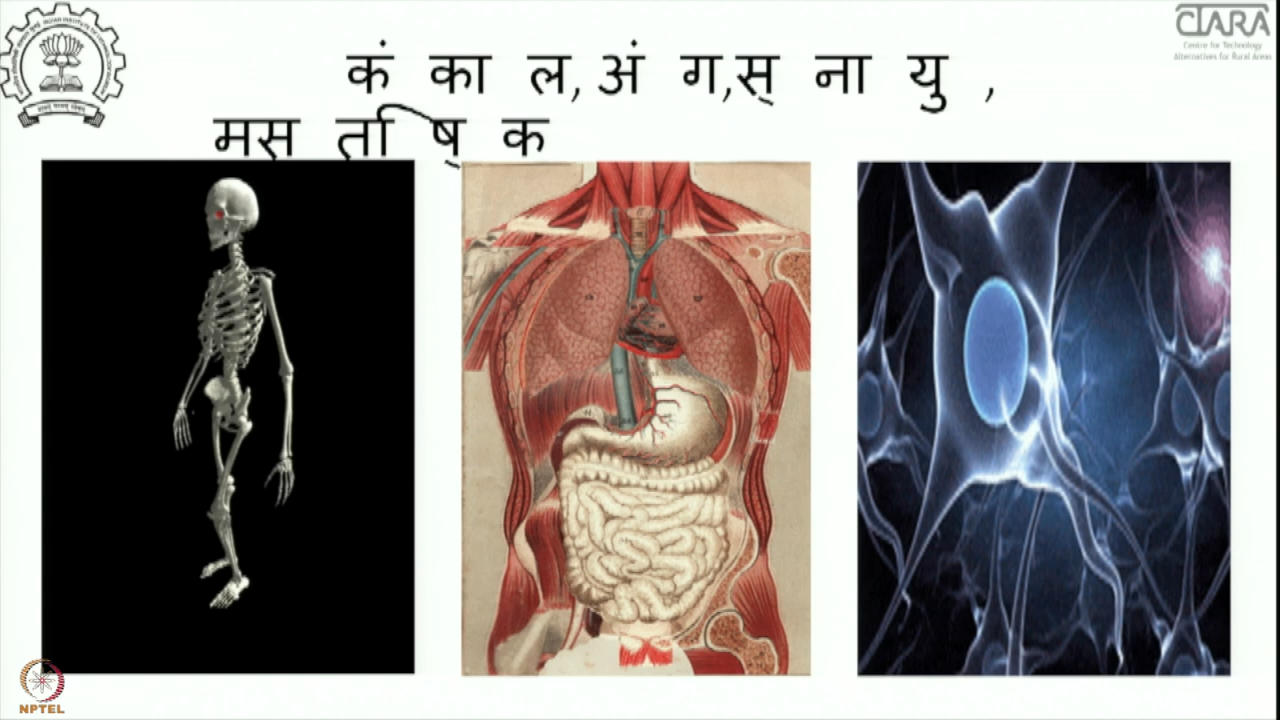 कंकाल, अंग,स्नायु ,
मस्तिष्क
CTARA
Centre for Technology
Alternatives for Rural Areas
NPTEL